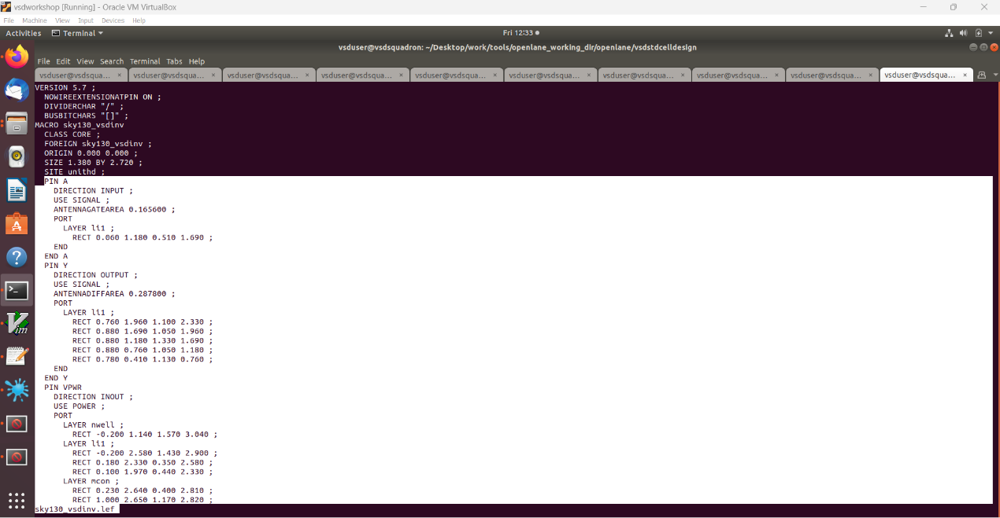 vsdworkshop [Running] - Oracle VM VirtualBox
File Machine View Input Devices Help
Activities Terminal Fri 12:33
vsduser@vsdsquadron: ~/Desktop/work/tools/openlane_working_dir/openlane/vsdstdcelldesign
File Edit View Search Terminal Tabs Help
vsduser@vsdsqua... × vsduser@vsdsqua... × vsduser@vsdsqua... × vsduser@vsdsqua... × vsduser@vsdsqua... × vsduser@vsdsqua... × vsduser@vsdsqua... × vsduser@vsdsqua... × vsduser@vsdsqua... × vsduser@vsdsqua... ×
VERSION 5.7 ;
  NOWIREEXTENSIONATPIN ON ;
  DIVIDERCHAR "/" ;
  BUSBITCHARS "[]" ;
MACRO sky130_vsdinv
  CLASS CORE ;
  FOREIGN sky130_vsdinv ;
  ORIGIN 0.000 0.000 ;
  SIZE 1.380 BY 2.720 ;
  SITE unithd ;
  PIN A
    DIRECTION INPUT ;
    USE SIGNAL ;
    ANTENNAGATEAREA 0.165600 ;
    PORT
      LAYER li1 ;
        RECT 0.060 1.180 0.510 1.690 ;
    END
  END A
  PIN Y
    DIRECTION OUTPUT ;
    USE SIGNAL ;
    ANTENNADIFFAREA 0.287800 ;
    PORT
      LAYER li1 ;
        RECT 0.760 1.960 1.100 2.330 ;
        RECT 0.880 1.690 1.050 1.960 ;
        RECT 0.880 1.180 1.330 1.690 ;
        RECT 0.880 0.760 1.050 1.180 ;
        RECT 0.780 0.410 1.130 0.760 ;
    END
  END Y
  PIN VPWR
    DIRECTION INOUT ;
    USE POWER ;
    PORT
      LAYER nwell ;
        RECT -0.200 1.140 1.570 3.040 ;
      LAYER li1 ;
        RECT -0.200 2.580 1.430 2.900 ;
        RECT 0.180 2.330 0.350 2.580 ;
        RECT 0.100 1.970 0.440 2.330 ;
      LAYER mcon ;
        RECT 0.230 2.640 0.400 2.810 ;
        RECT 1.000 2.650 1.170 2.820 ;
sky130_vsdinv.lef